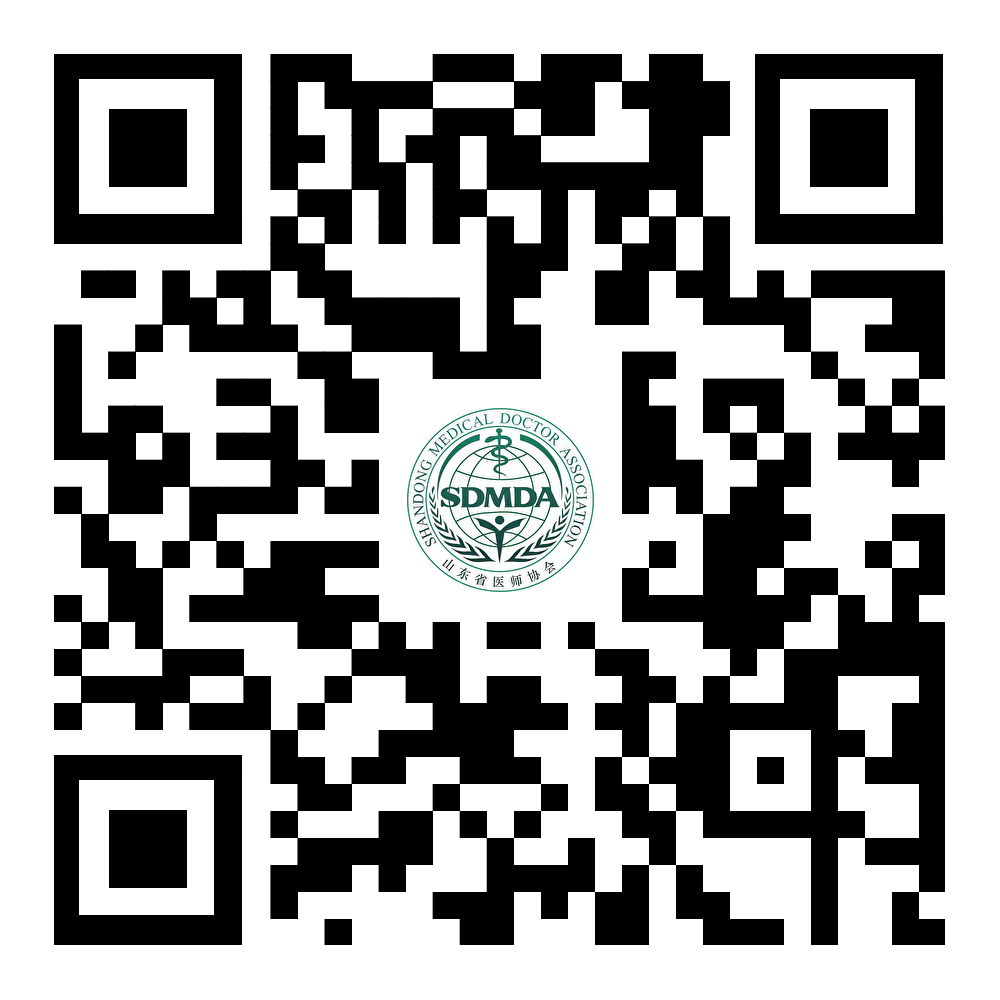 SHANDONG MEDICAL DOCTOR ASSOCIATION
SDMDA
山东省医师协会